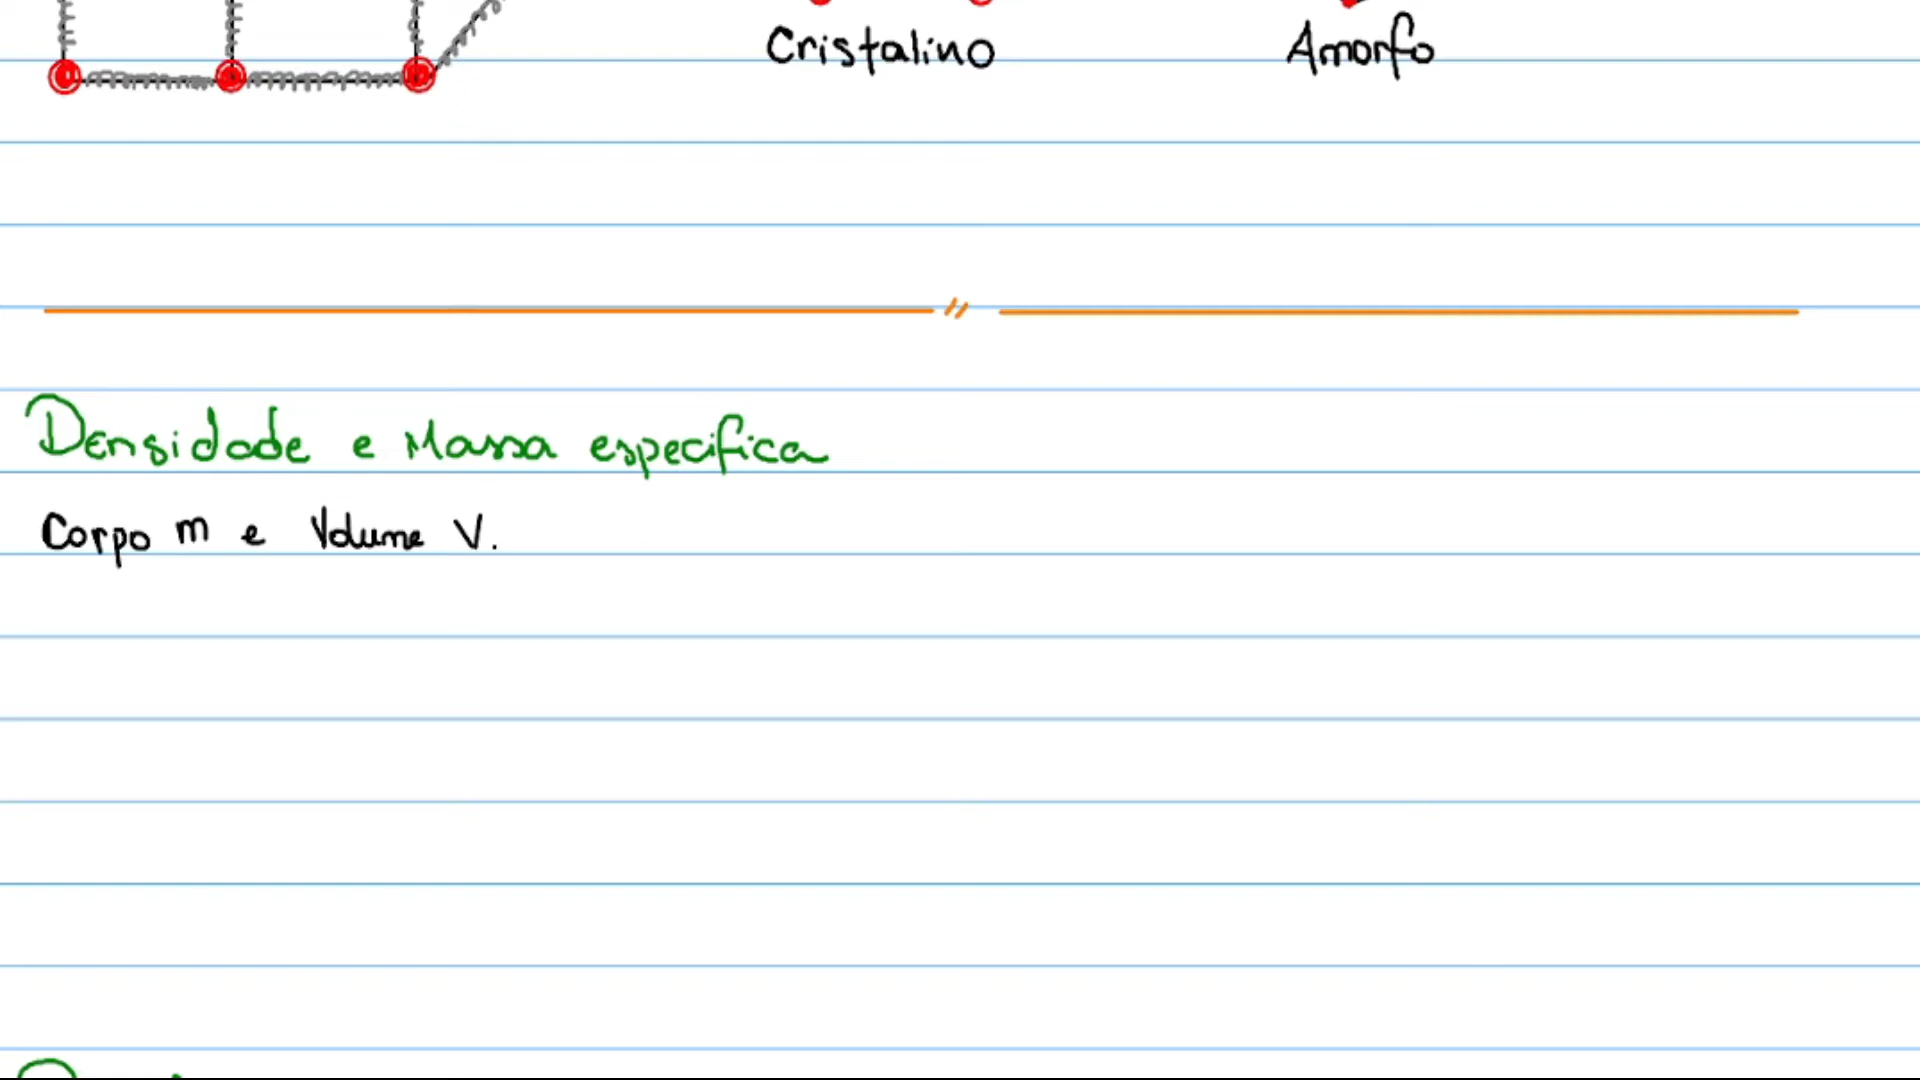 Cristalino Amorfo
Densidade e Massa especifica
Corpo m e Volume V.